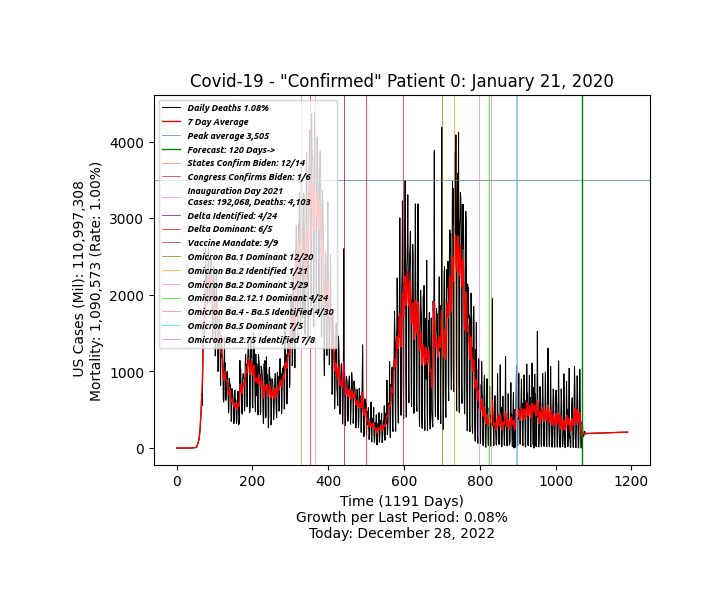 Covid-19 - "Confirmed" Patient 0: January 21, 2020
Daily Deaths 1.08%
7 Day Average
Peak average 3,505
Forecast: 120 Days->
States Confirm Biden: 12/14
Congress Confirms Biden: 1/6
Inauguration Day 2021
Cases: 192,068, Deaths: 4,103
Delta Identified: 4/24
Delta Dominant: 6/5
Vaccine Mandate: 9/9
Omicron Ba.1 Dominant 12/20
Omicron Ba.2 Identified 1/21
Omicron Ba.2 Dominant 3/29
Omicron Ba.2.12.1 Dominant 4/24
Omicron Ba.4 - Ba.5 Identified 4/30
Omicron Ba.5 Dominant 7/5
Omicron Ba.2.75 Identified 7/8
US Cases (Mil): 110,997,308
Mortality: 1,090,573 (Rate: 1.00%)
4000
3000
2000
1000
0
0 200 400 600 800 1000 1200
Time (1191 Days)
Growth per Last Period: 0.08%
Today: December 28, 2022